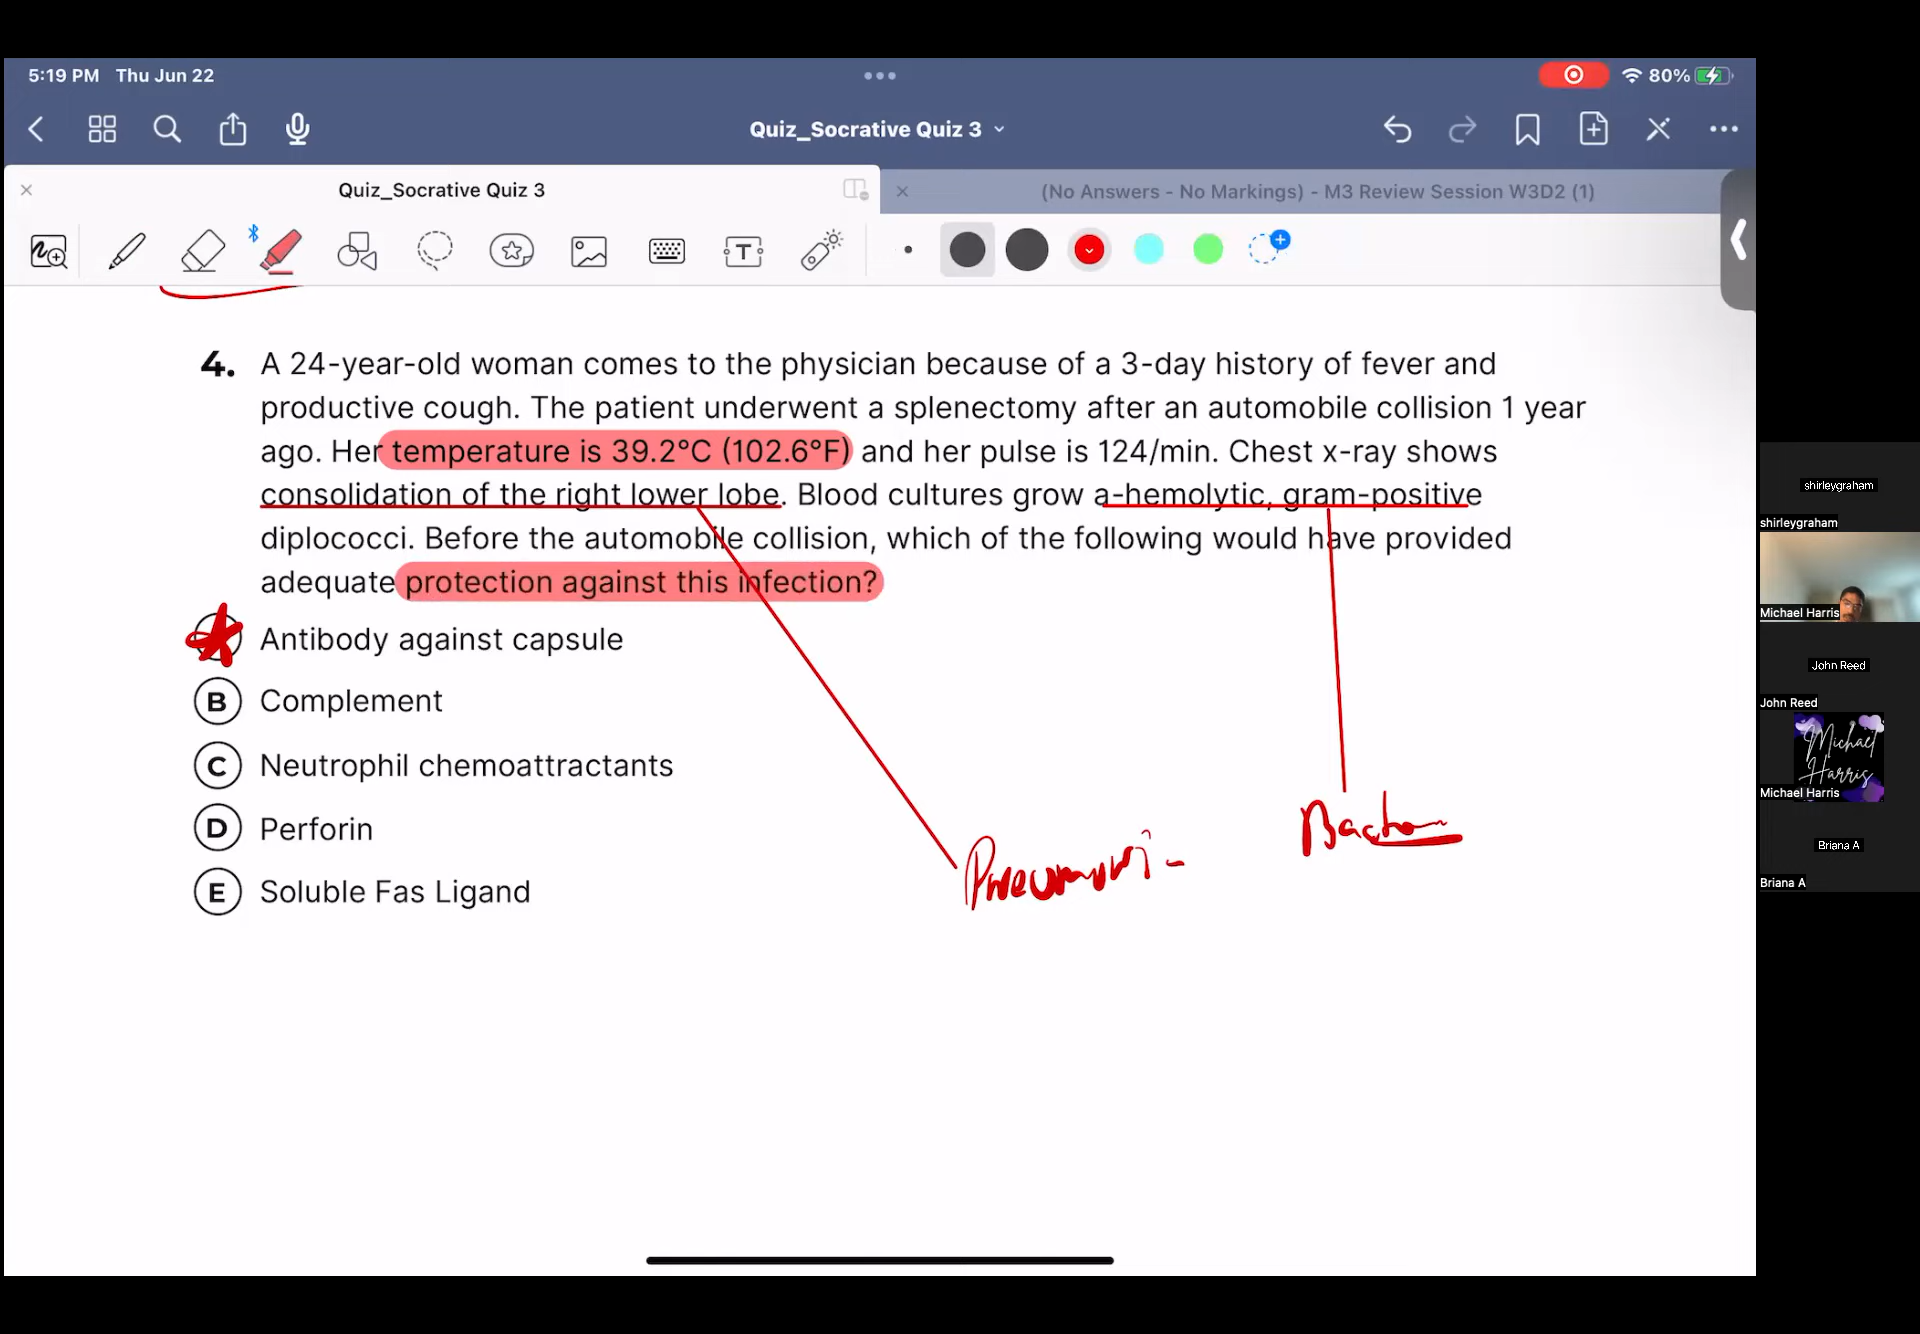 5:19 PM Thu Jun 22
80%
Quiz_Socrative Quiz 3
Quiz_Socrative Quiz 3
(No Answers - No Markings) - M3 Review Session W3D2 (1)
T
4. A 24-year-old woman comes to the physician because of a 3-day history of fever and
productive cough. The patient underwent a splenectomy after an automobile collision 1 year
ago. Her temperature is 39.2°C (102.6°F) and her pulse is 124/min. Chest x-ray shows
consolidation of the right lower lobe. Blood cultures grow a-hemolytic, gram-positive
diplococci. Before the automobile collision, which of the following would have provided
adequate protection against this infection?
Antibody against capsule
B Complement
C Neutrophil chemoattractants
D Perforin
E Soluble Fas Ligand
shirleygraham
shirleygraham
Michael Harris
John Reed
John Reed
Michael
Harris
Michael Harris
Briana A
Briana A